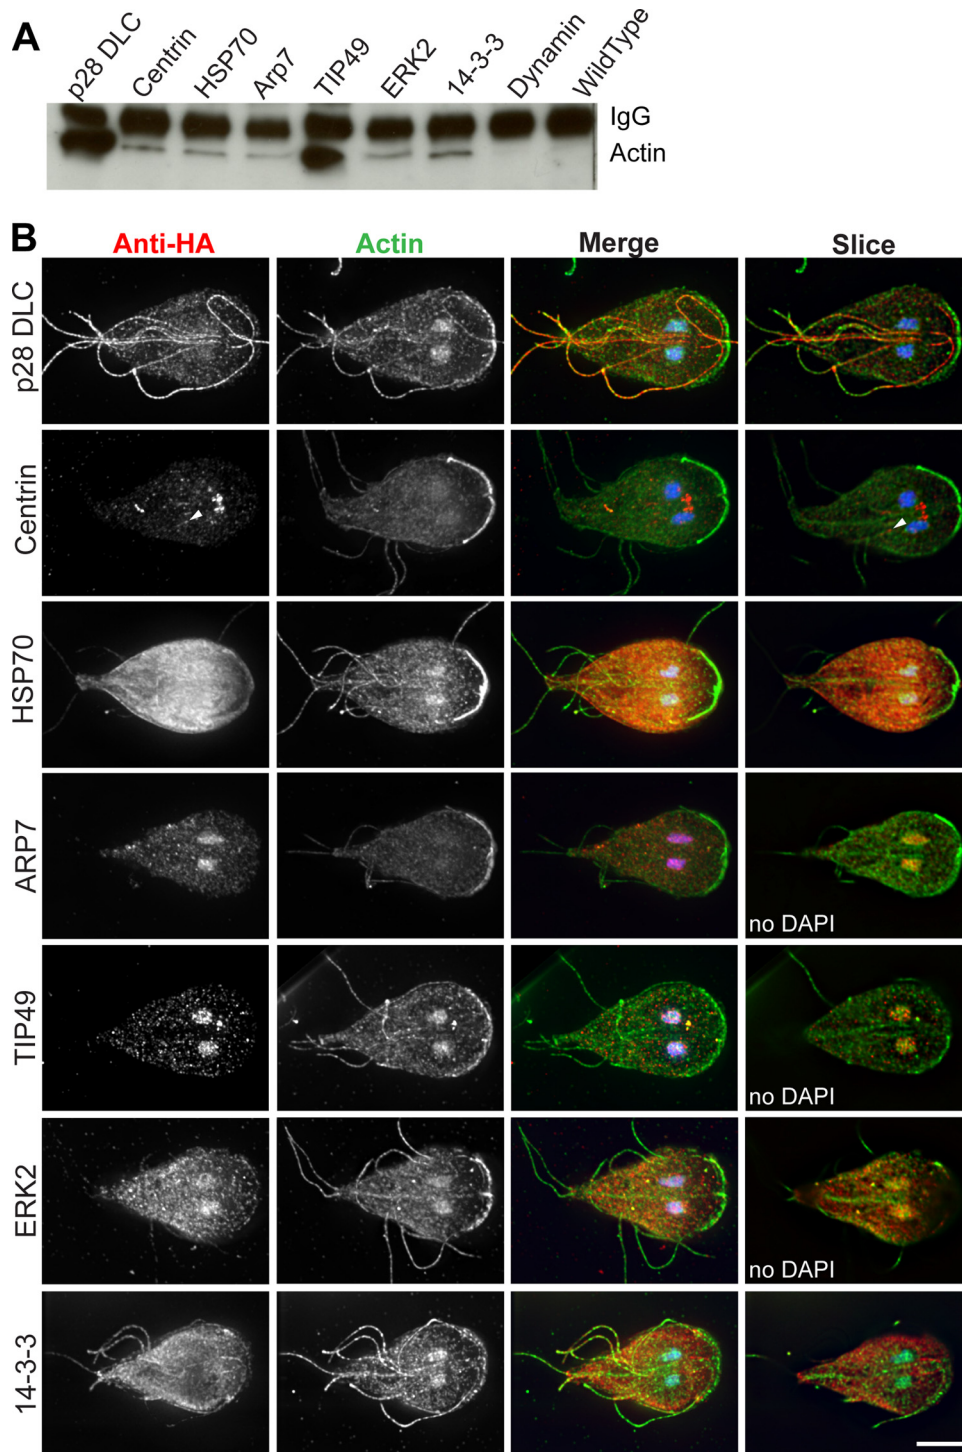 A
p28 DLC
Centrin
HSP70
Arp7
TIP49
ERK2
14-3-3
Dynamin
WildType
IgG
Actin
B
Anti-HA
Actin
Merge
Slice
p28 DLC
Centrin
HSP70
ARP7
no DAPI
TIP49
no DAPI
ERK2
no DAPI
14-3-3